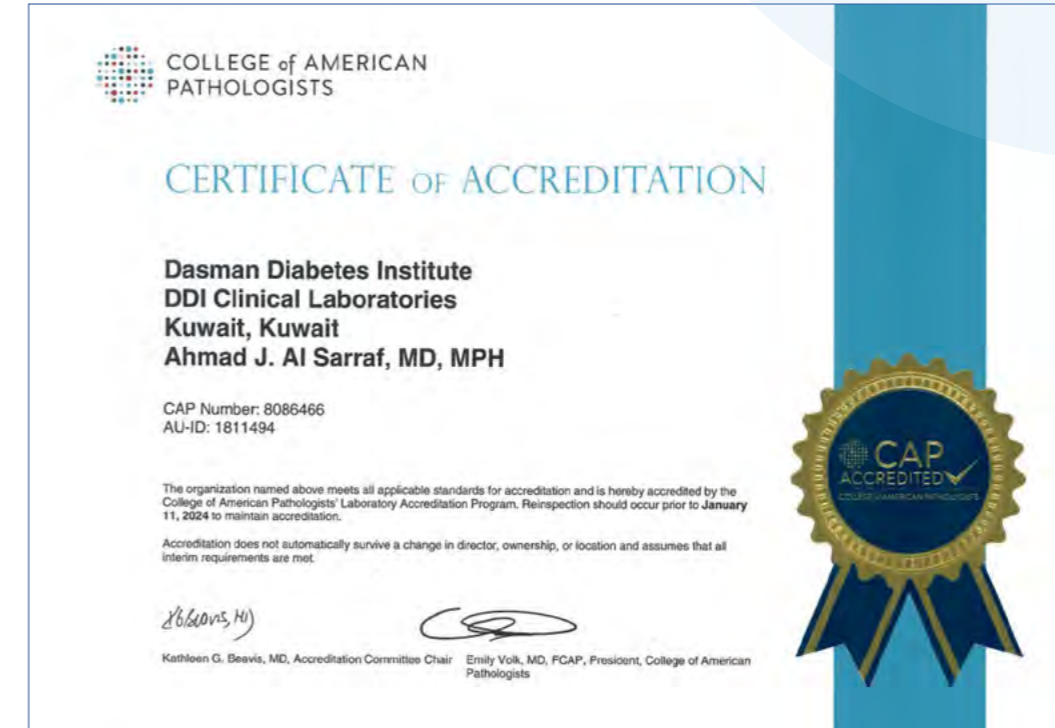 COLLEGE of AMERICAN
PATHOLOGISTS
CERTIFICATE OF ACCREDITATION
Dasman Diabetes Institute
DDI Clinical Laboratories
Kuwait, Kuwait
Ahmad J. Al Sarraf, MD, MPH
CAP Number: 8086466
AU-ID: 1811494
The organization named above meets all applicable standards for accreditation and is hereby accredited by the
College of American Pathologists' Laboratory Accreditation Program. Reinspection should occur prior to January
11, 2024 to maintain accreditation.
Accreditation does not automatically survive a change in director, ownership, or location and assumes that all
interim requirements are met.
Kathleen G. Beavis, MD, Accreditation Committee Chair
Emily Volk, MD, FCAP, President, College of American
Pathologists
CAP
ACCREDITED
COLLEGE of AMERICAN PATHOLOGISTS